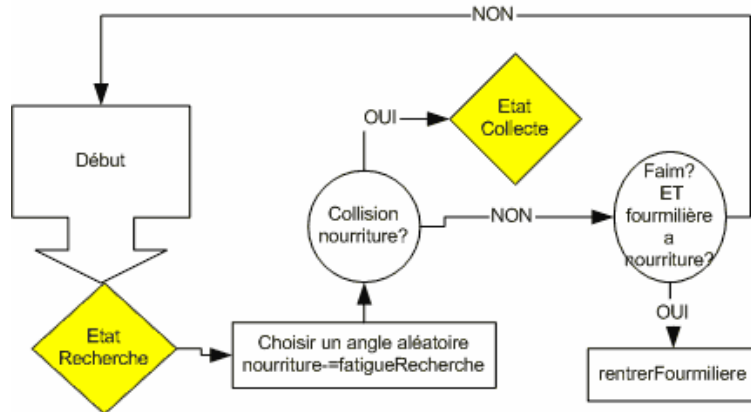 NON
Début
Etat
Recherche
Choisir un angle aléatoire
nourriture-=fatigueRecherche
Collision
nourriture?
OUI
Etat
Collecte
NON
Faim?
ET
fourmilière
a
nourriture?
OUI
rentrerFourmiliere